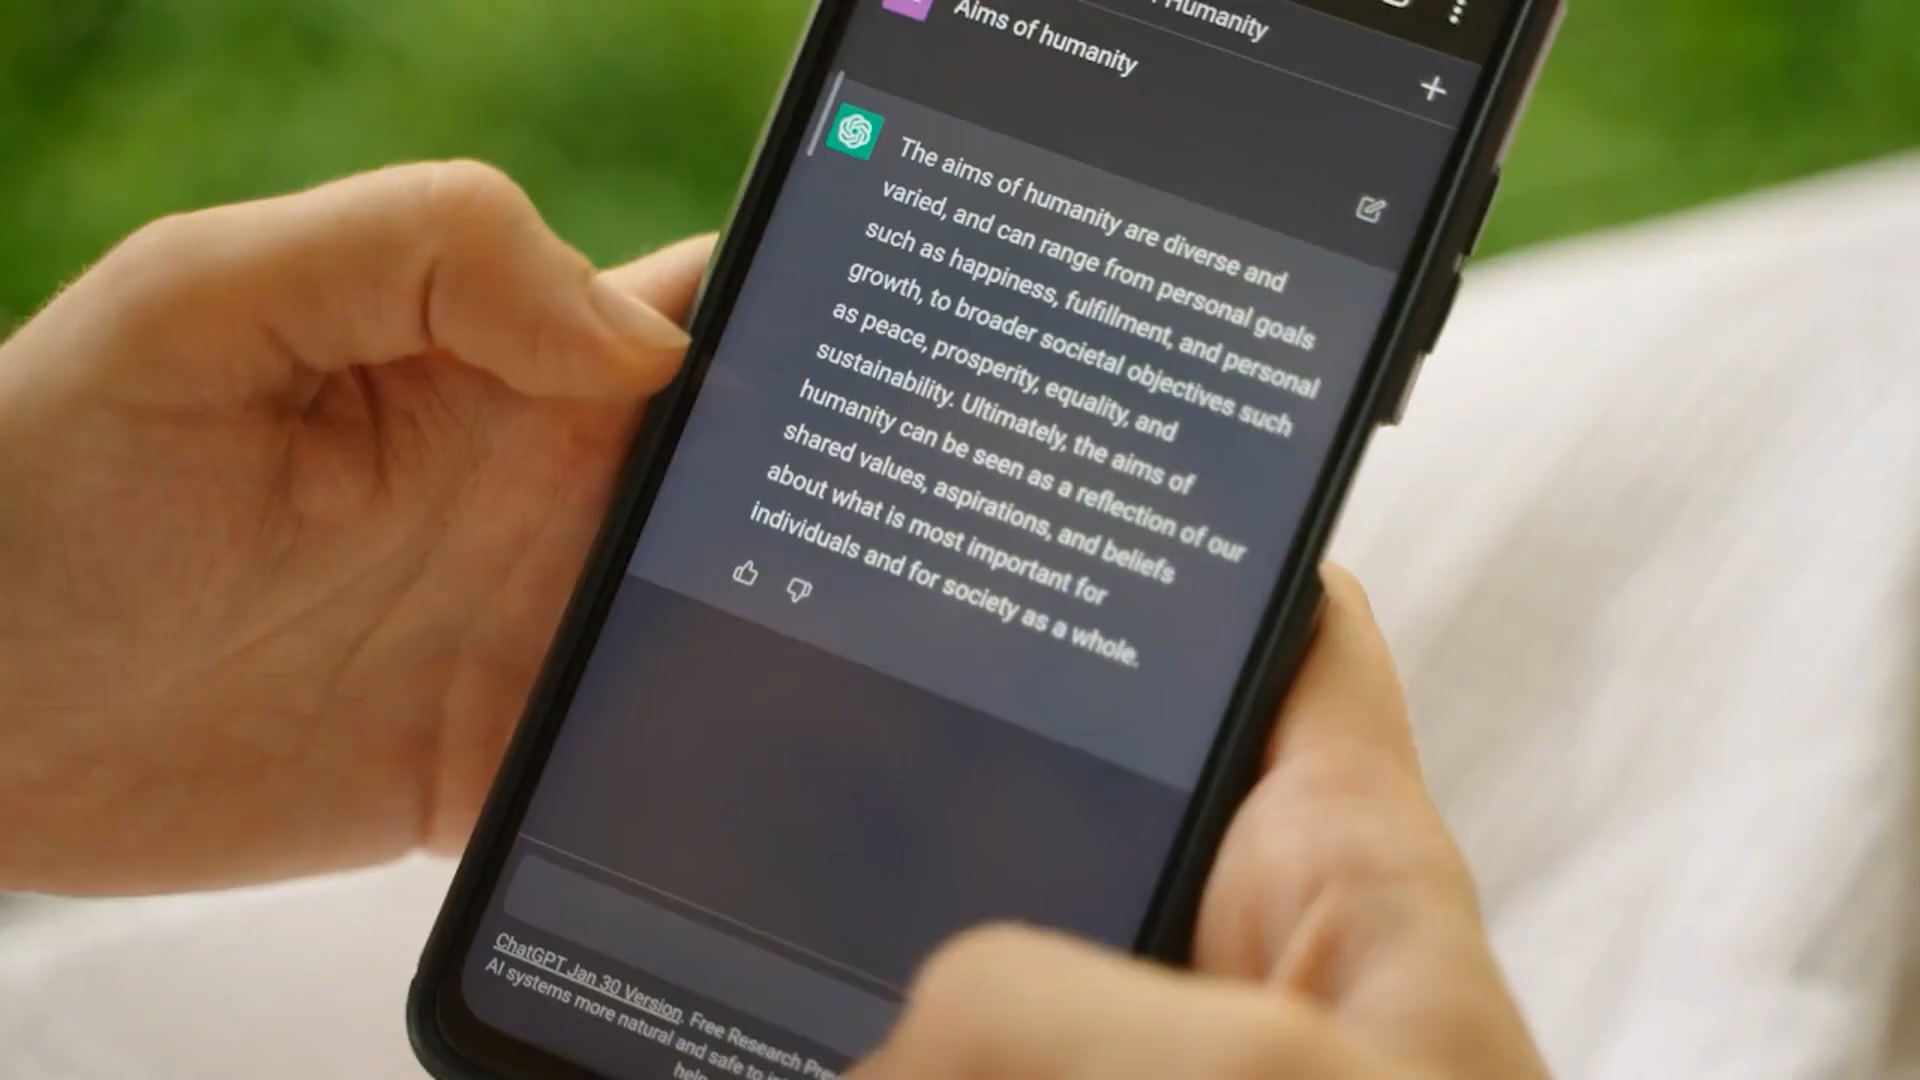 Humanity
Aims of humanity
The aims of humanity are diverse and
varied, and can range from personal goals
such as happiness, fulfillment, and personal
growth, to broader societal objectives such
as peace, prosperity, equality, and
sustainability. Ultimately, the aims of
humanity can be seen as a reflection of our
shared values, aspirations, and beliefs
about what is most important for
individuals and for society as a whole.
ChatGPT Jan 30 Version. Free Research
AI systems more natural and safe to